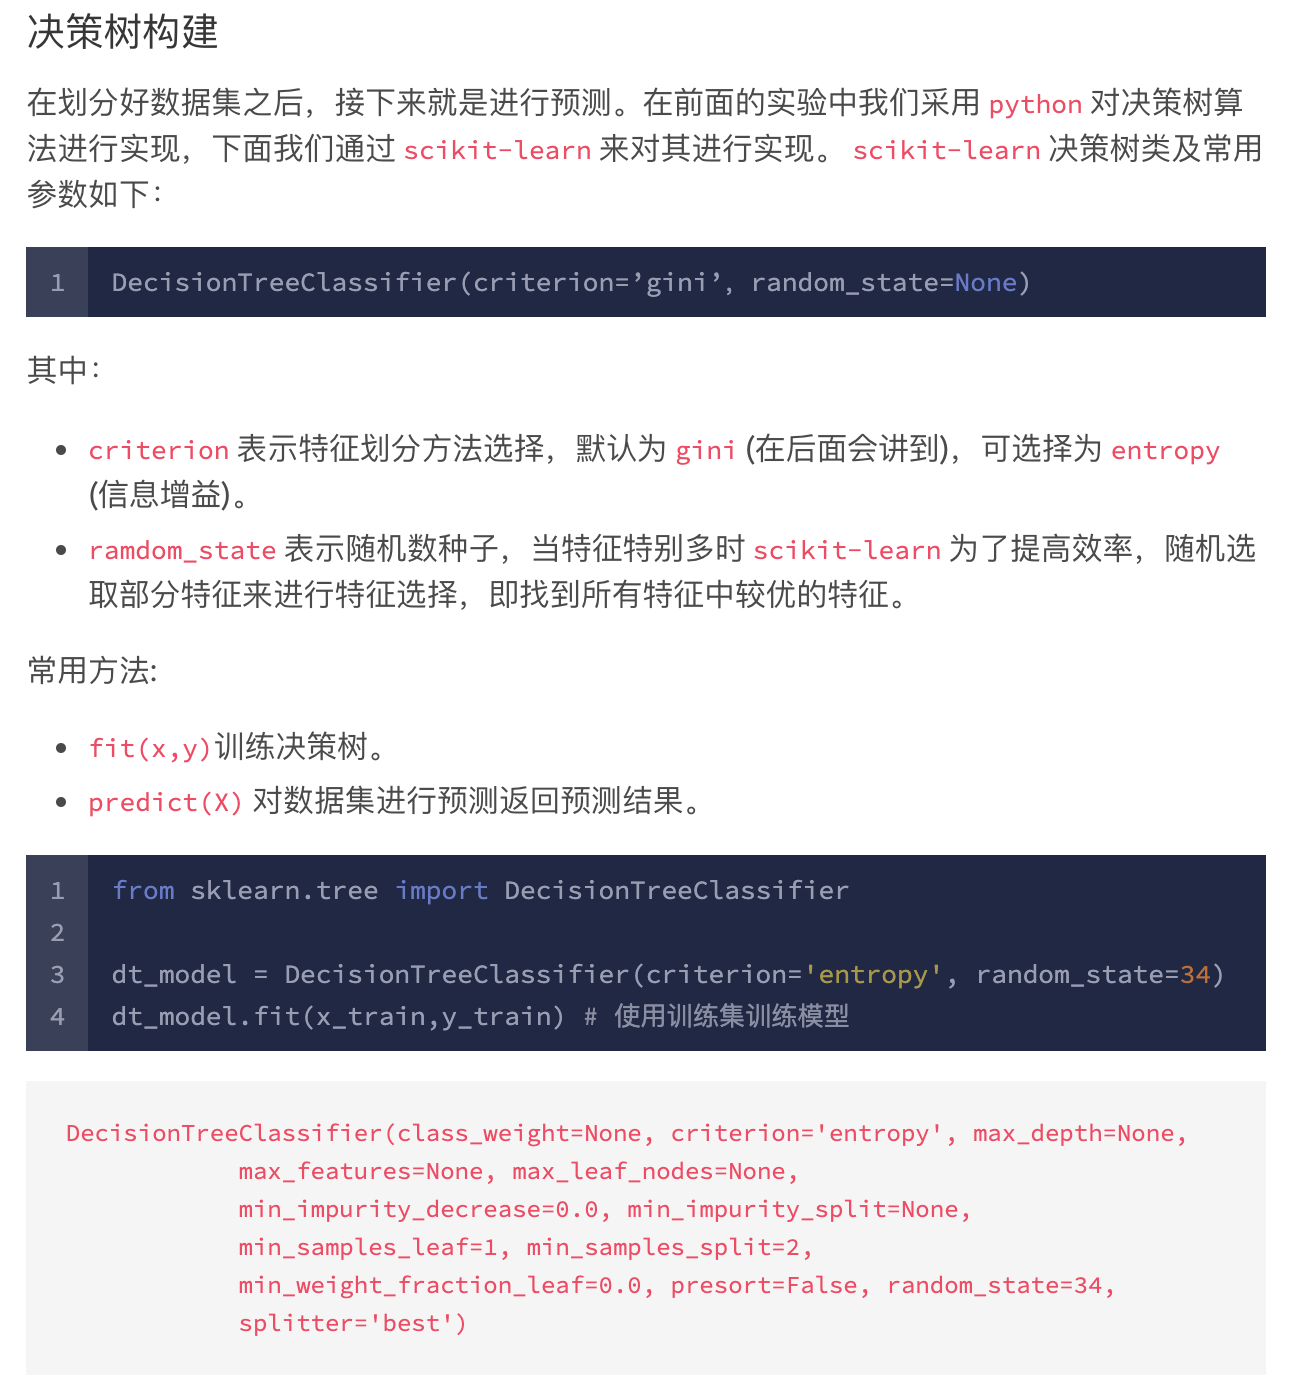 决策树构建
在划分好数据集之后，接下来就是进行预测。在前面的实验中我们采用 python 对决策树算
法进行实现，下面我们通过 scikit-learn 来对其进行实现。 scikit-learn 决策树类及常用
参数如下：
1 DecisionTreeClassifier(criterion=’gini’, random_state=None)
其中：
• criterion 表示特征划分方法选择，默认为 gini (在后面会讲到)，可选择为 entropy
(信息增益)。
• ramdom_state 表示随机数种子，当特征特别多时 scikit-learn 为了提高效率，随机选
取部分特征来进行特征选择，即找到所有特征中较优的特征。
常用方法:
• fit(x,y)训练决策树。
• predict(X) 对数据集进行预测返回预测结果。
1 from sklearn.tree import DecisionTreeClassifier
2
3 dt_model = DecisionTreeClassifier(criterion='entropy', random_state=34)
4 dt_model.fit(x_train,y_train) # 使用训练集训练模型
DecisionTreeClassifier(class_weight=None, criterion='entropy', max_depth=None,
max_features=None, max_leaf_nodes=None,
min_impurity_decrease=0.0, min_impurity_split=None,
min_samples_leaf=1, min_samples_split=2,
min_weight_fraction_leaf=0.0, presort=False, random_state=34,
splitter='best')